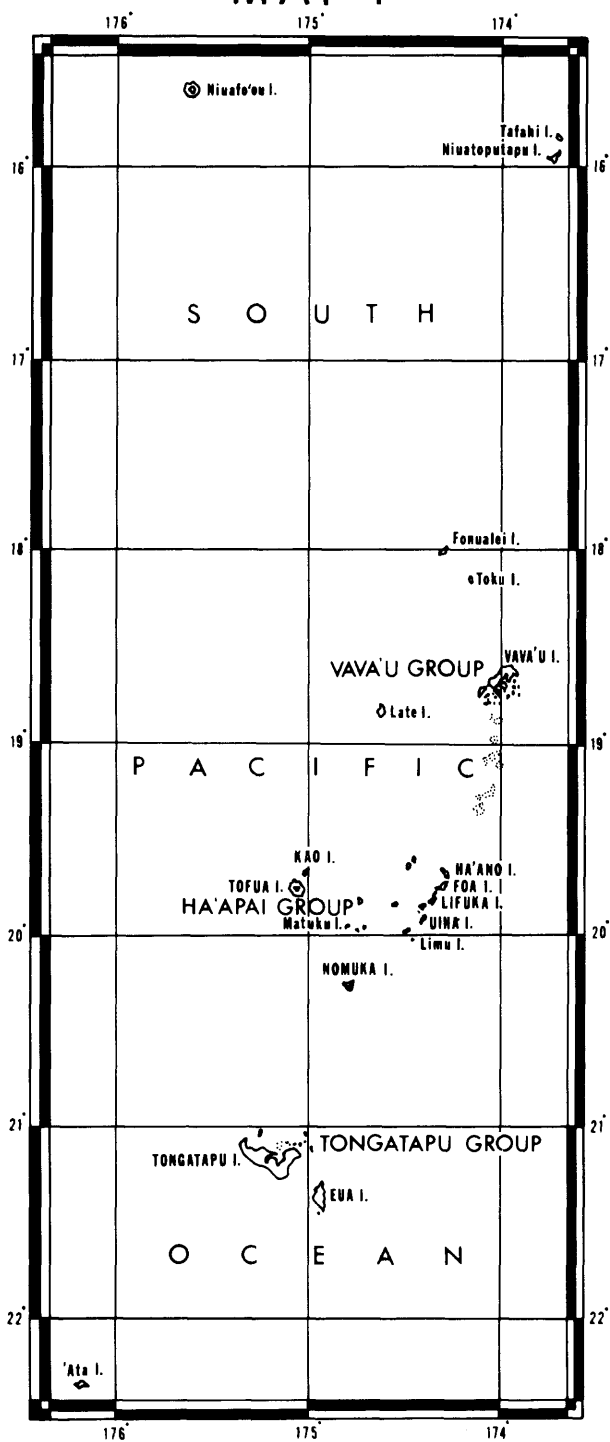 176° 175° 174°
Niuafo'ou I.
Tafahi I.
Niuatoputapu I.
16° 16°
S O U T H
17° 17°
Fonualei I.
18° 18°
Toku I.
VAVA'U I.
VAVA'U GROUP
Late I.
19° 19°
P A C I F I C
KAO I.
HA'ANO I.
TOFUA I.
FOA I.
HA'APAI GROUP
LIFUKA I.
Matuku I.
UIHA I.
20° 20°
Limu I.
NOMUKA I.
21° 21°
TONGATAPU GROUP
TONGATAPU I.
EUA I.
O C E A N
22° 22°
'Ata I.
176° 175° 174°